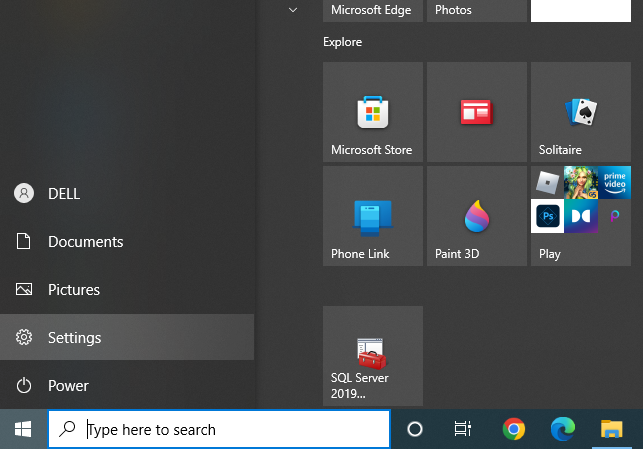 Microsoft Edge
Photos
Explore
Microsoft Store
Solitaire
DELL
Documents
Pictures
Settings
Power
Phone Link
Paint 3D
prime
video
Ps
Play
SQL Server
2019...
Type here to search